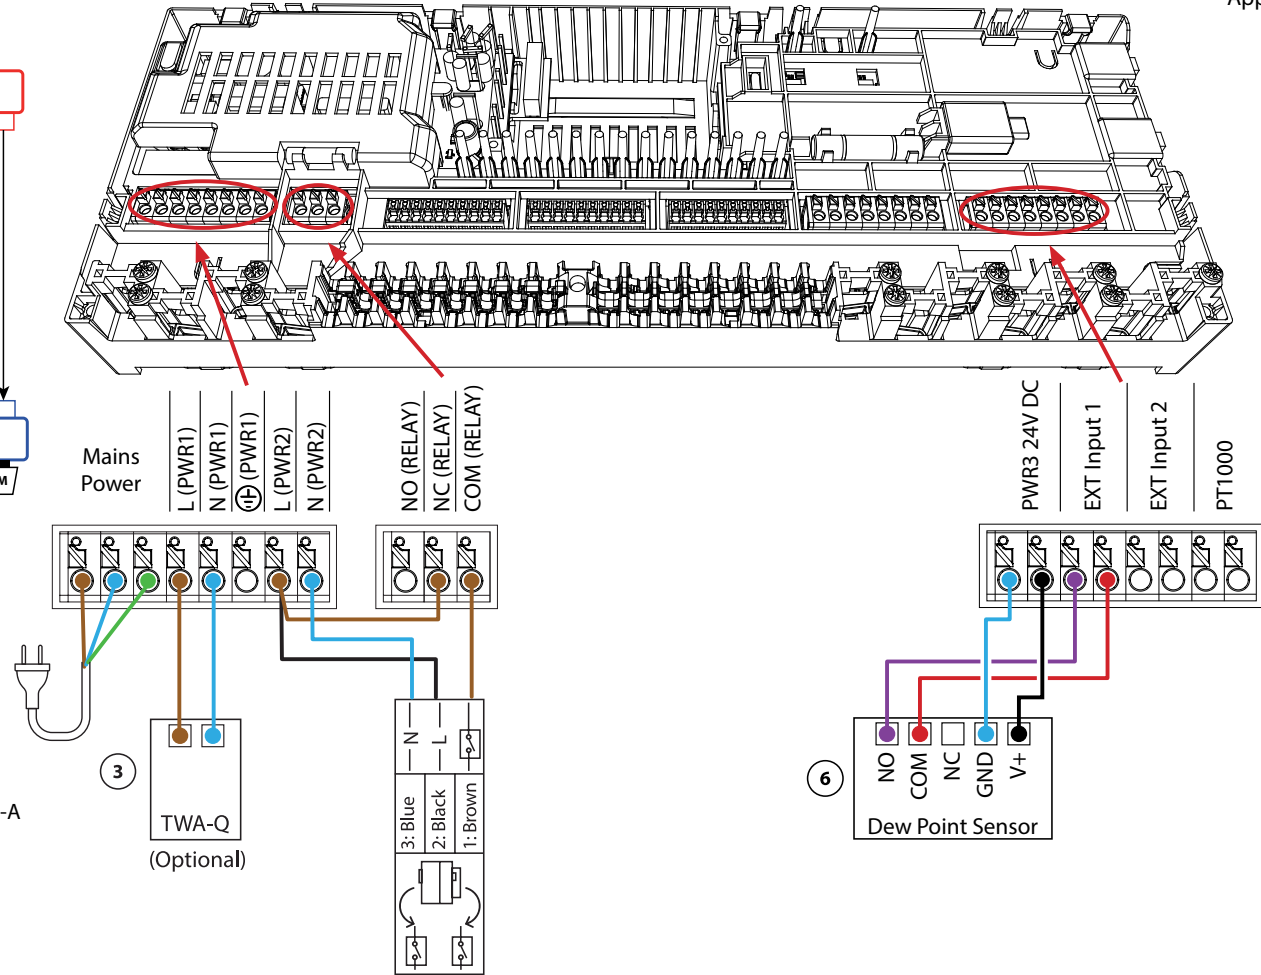 App
M
Mains
Power
L (PWR1)
N (PWR1)
(PWR1)
L (PWR2)
N (PWR2)
NO (RELAY)
NC (RELAY)
COM (RELAY)
PWR3 24V DC
EXT Input 1
EXT Input 2
PT1000
3
TWA-Q
(Optional)
-A
N
L
3: Blue
2: Black
1: Brown
6
NO
COM
NC
GND
V+
Dew Point Sensor